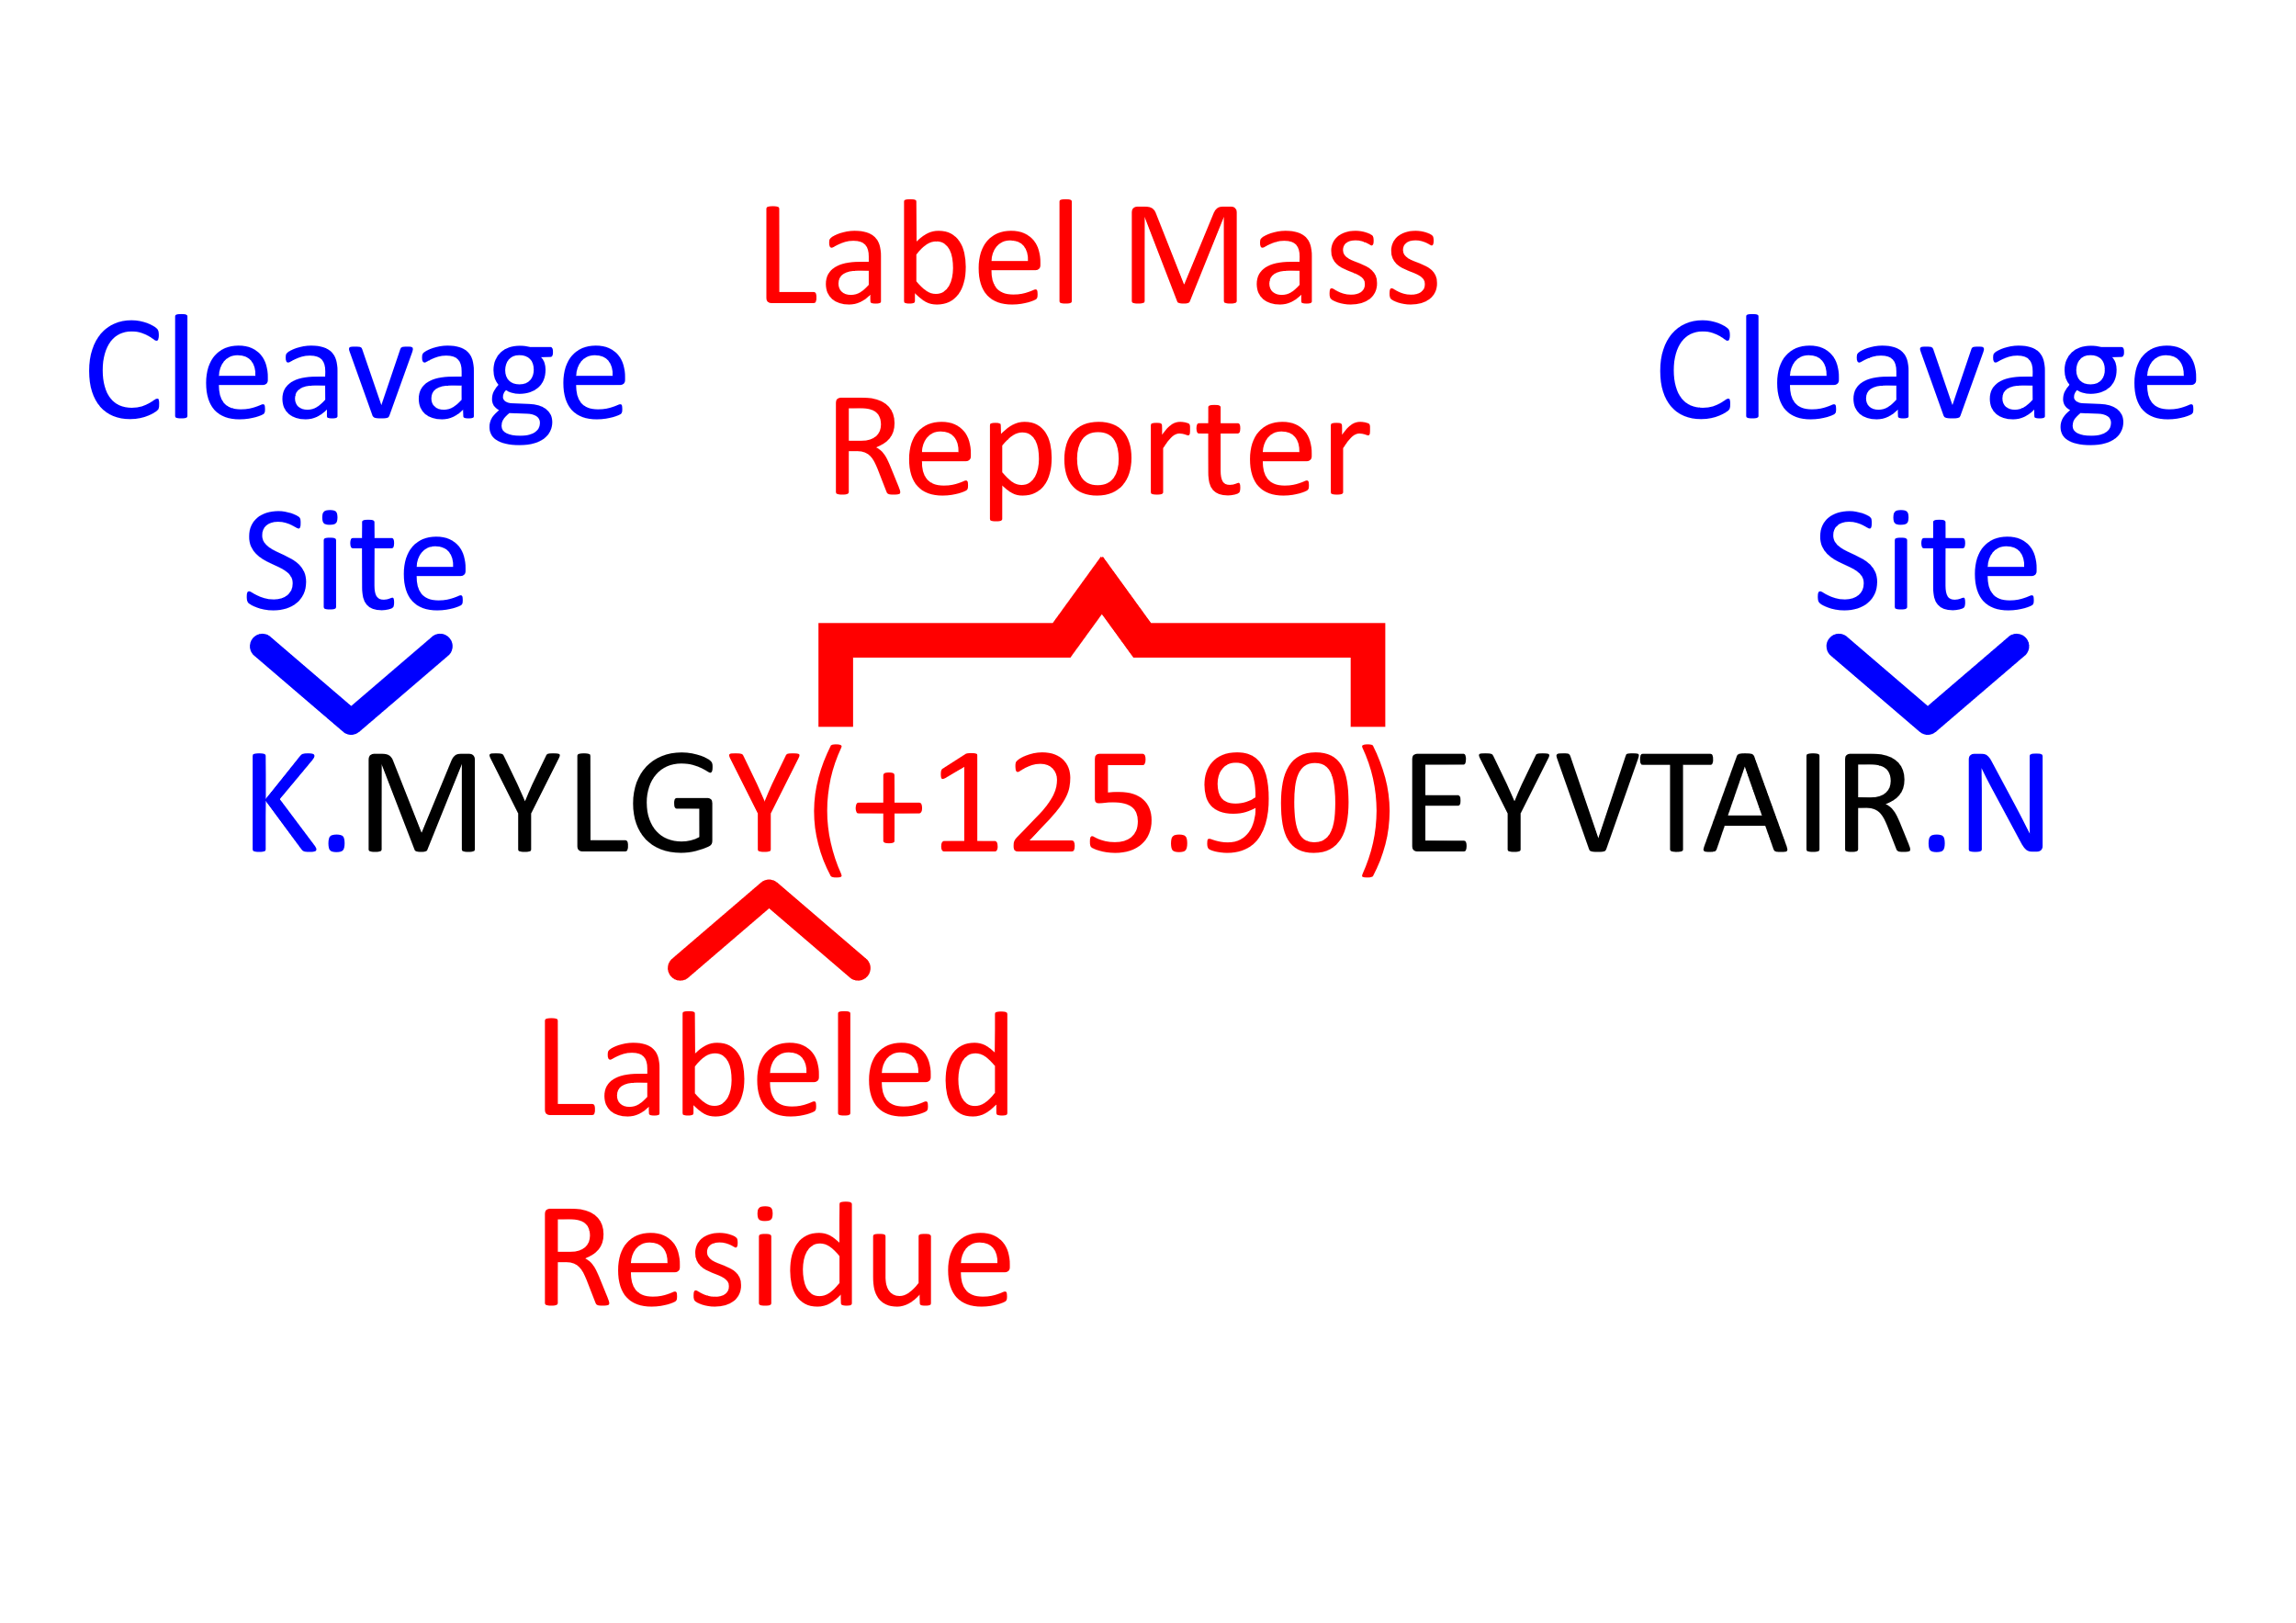 Label Mass
Reporter
Cleavage
Site
Cleavage
Site
K.MYLGY(+125.90)EYVTAIR.N
Labeled
Residue